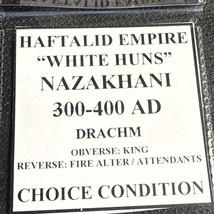 HAFTALID EMPIRE
“WHITE HUNS”
NAZAKHANI
300-400 AD
DRACHM
OBVERSE: KING
REVERSE: FIRE ALTER / ATTENDANTS
CHOICE CONDITION